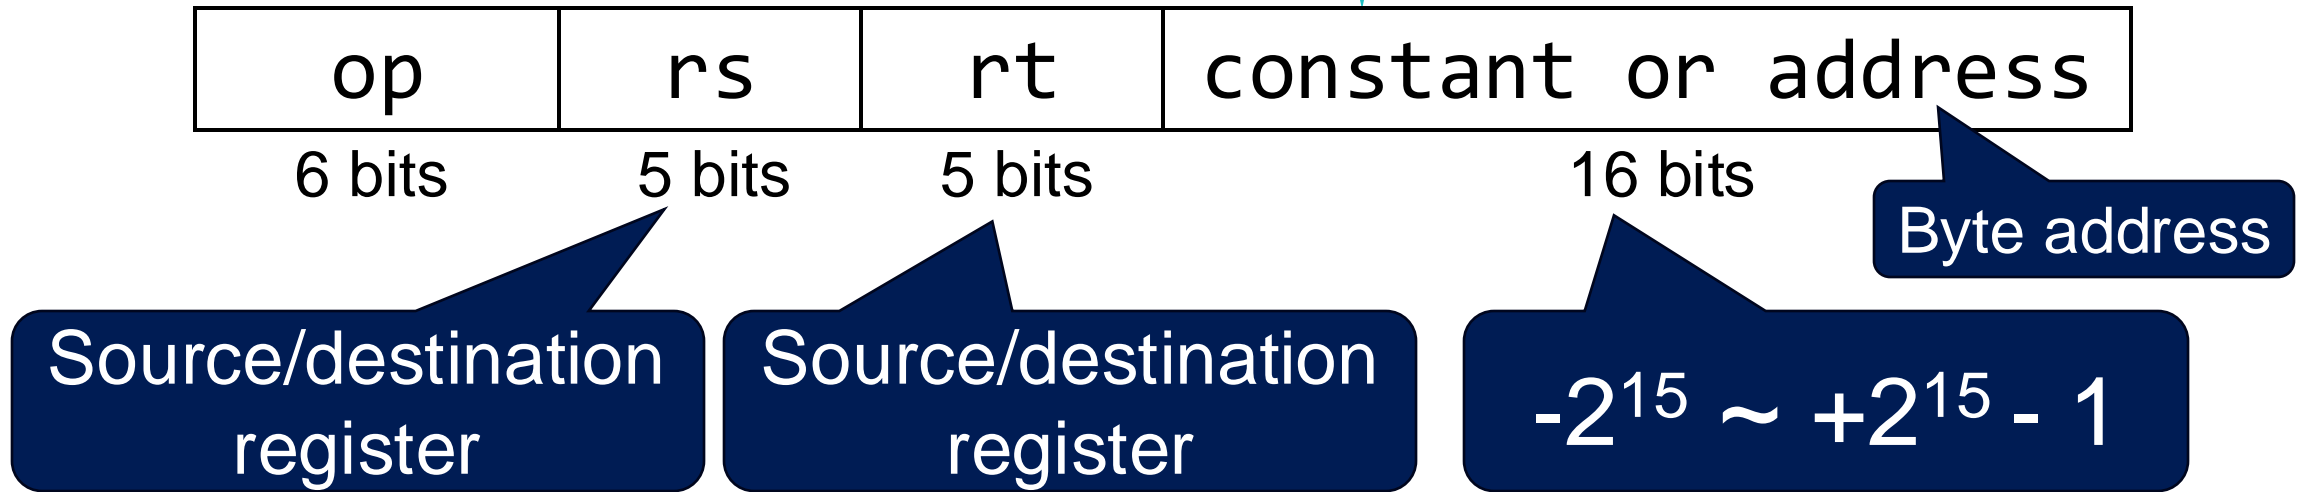 op rs rt constant or address
6 bits 5 bits 5 bits 16 bits
Byte address
Source/destination
register
Source/destination
register
-2¹⁵ ~ +2¹⁵ - 1